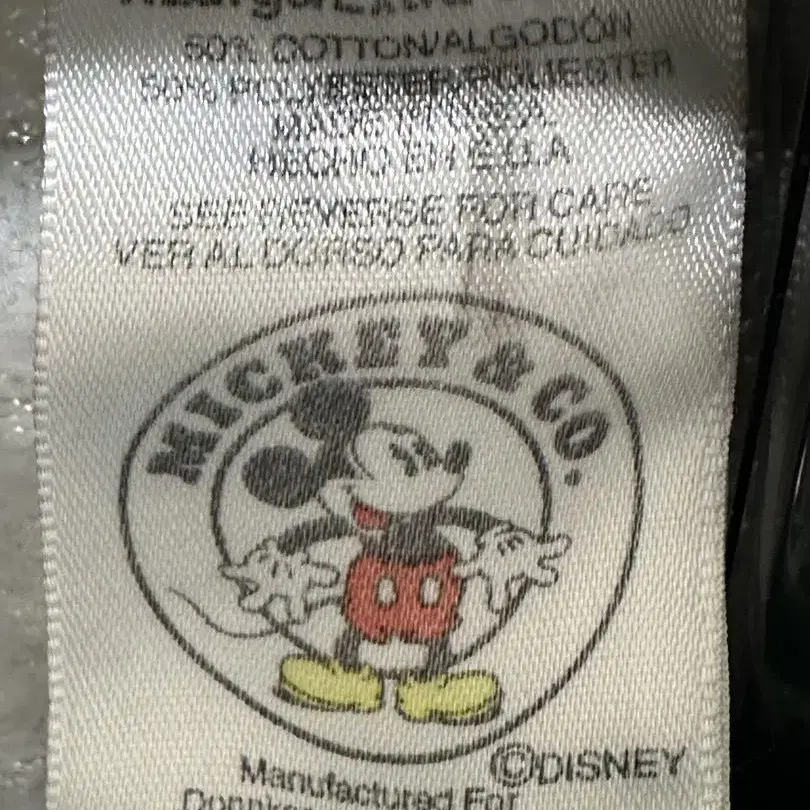 50% COTTON/ALGODÓN
50% POLYESTER/POLIESTER
MADE IN U.S.A.
HECHO EN E.U.A
SEE REVERSE FOR CARE
VER AL DORSO PARA CUIDADO
MICKEY & CO.
©DISNEY
Manufactured For